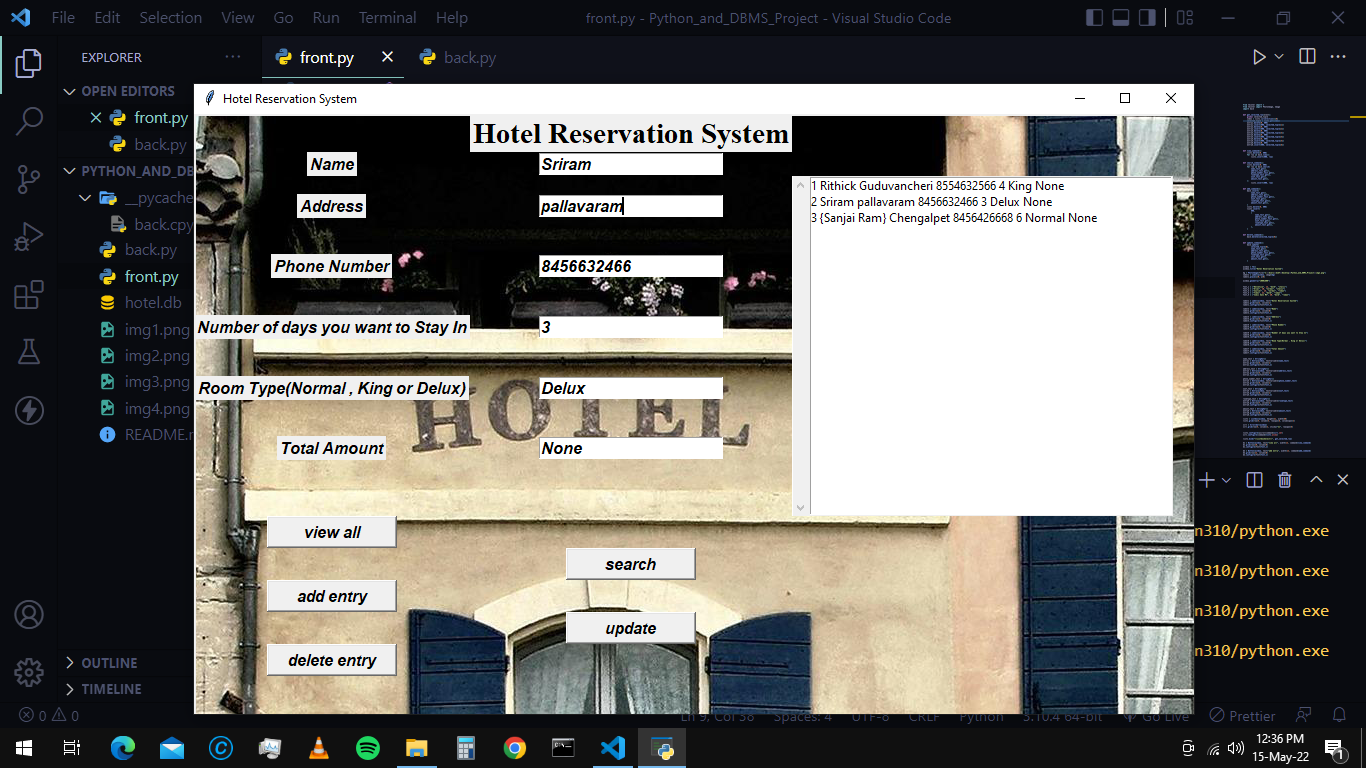 File Edit Selection View Go Run Terminal Help front.py - Python_and_DBMS_Project - Visual Studio Code
EXPLORER
front.py
back.py
OPEN EDITORS
front.py
back.py
PYTHON_AND_DB
__pycache
back.cpy
back.py
front.py
hotel.db
img1.png
img2.png
img3.png
img4.png
README.r
OUTLINE
TIMELINE
Hotel Reservation System
Hotel Reservation System
Name Sriram
Address pallavaram
Phone Number 8456632466
Number of days you want to Stay In 3
Room Type(Normal , King or Delux) Delux
Total Amount None
HOTEL
1 Rithick Guduvancheri 8554632566 4 King None
2 Sriram pallavaram 8456632466 3 Delux None
3 {Sanjai Ram} Chengalpet 8456426668 6 Normal None
view all
search
add entry
update
delete entry
n310/python.exe
n310/python.exe
n310/python.exe
n310/python.exe
0 0 Ln 9, Col 38 Spaces: 4 UTF-8 CRLF Python 3.10.4 64-bit Go Live Prettier
12:36 PM
15-May-22
1